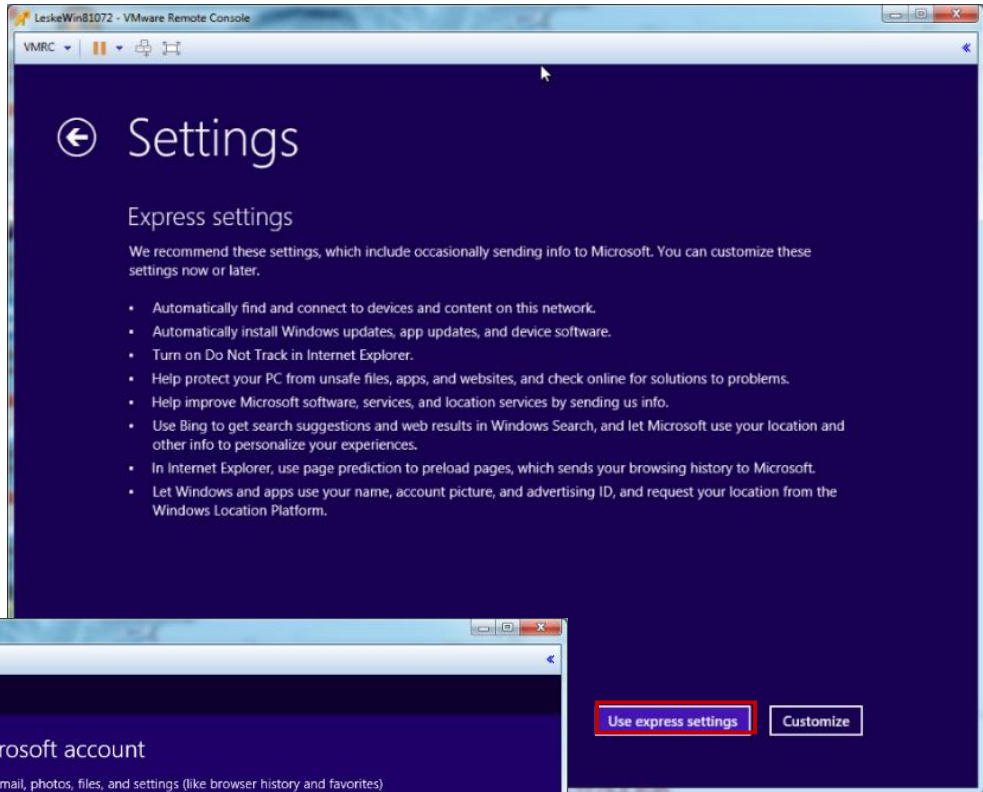 LeskeWin81072 - VMware Remote Console
VMRC
Settings
Express settings
We recommend these settings, which include occasionally sending info to Microsoft. You can customize these
settings now or later.
• Automatically find and connect to devices and content on this network.
• Automatically install Windows updates, app updates, and device software.
• Turn on Do Not Track in Internet Explorer.
• Help protect your PC from unsafe files, apps, and websites, and check online for solutions to problems.
• Help improve Microsoft software, services, and location services by sending us info.
• Use Bing to get search suggestions and web results in Windows Search, and let Microsoft use your location and
other info to personalize your experiences.
• In Internet Explorer, use page prediction to preload pages, which sends your browsing history to Microsoft.
• Let Windows and apps use your name, account picture, and advertising ID, and request your location from the
Windows Location Platform.
Use express settings
Customize
rosoft account
mail, photos, files, and settings (like browser history and favorites)